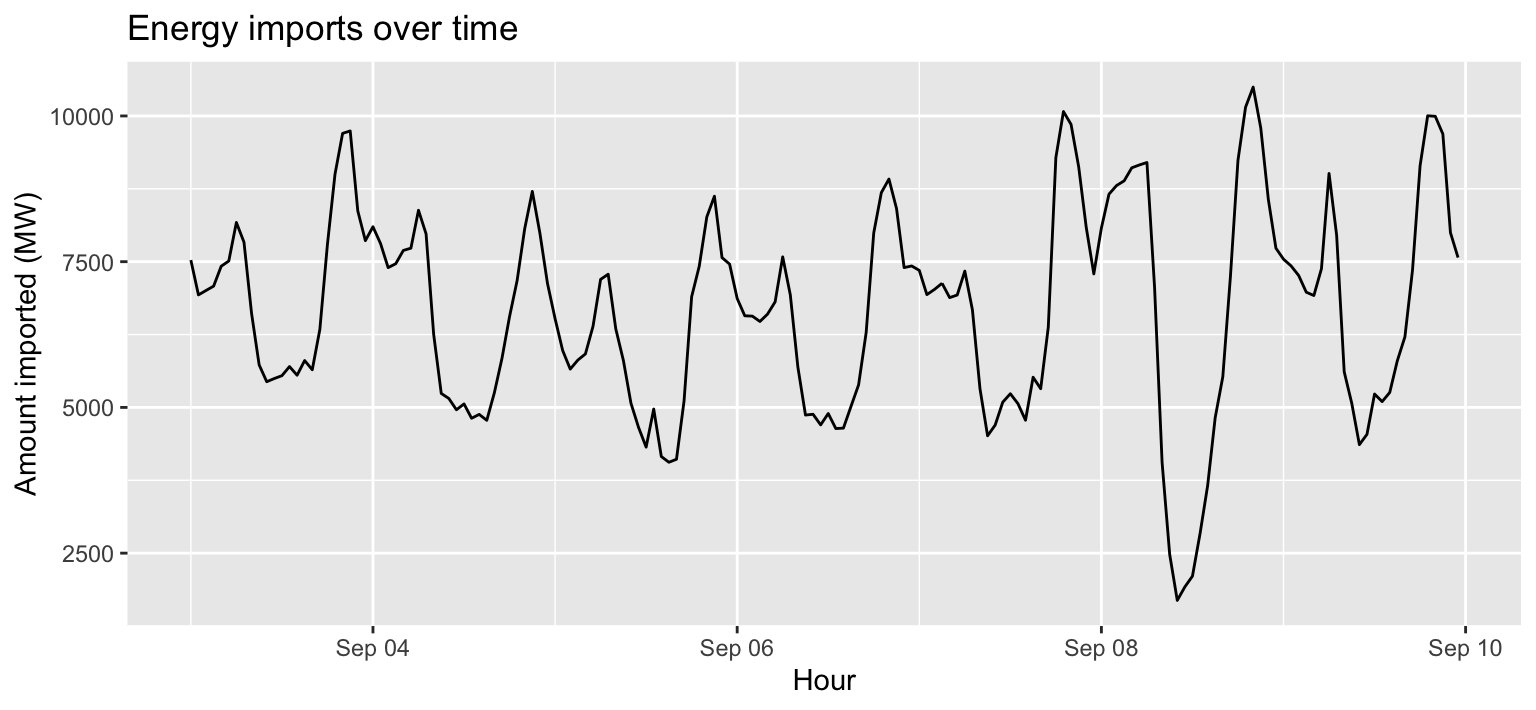 Energy imports over time
Amount imported (MW)
10000
7500
5000
2500
Sep 04
Sep 06
Sep 08
Sep 10
Hour